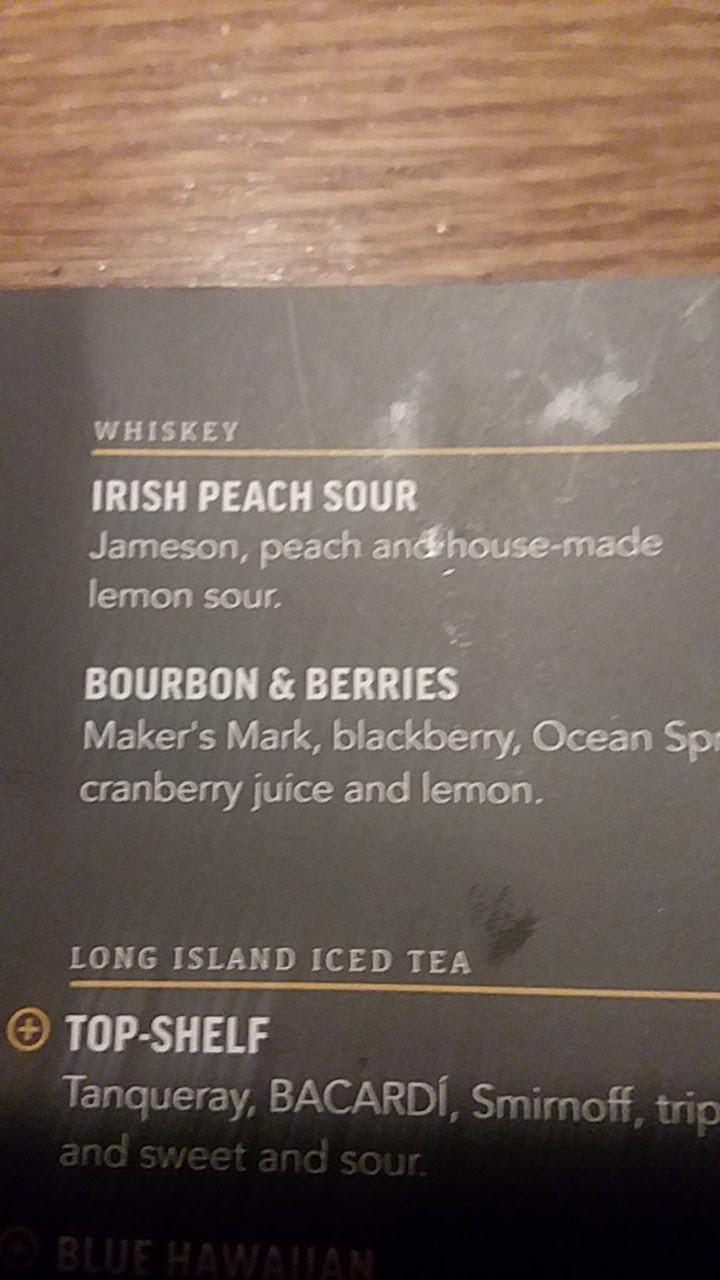 WHISKEY
IRISH PEACH SOUR
Jameson, peach and house-made
lemon sour.
BOURBON & BERRIES
Maker's Mark, blackberry, Ocean
cranberry juice and lemon.
LONG ISLAND ICED TEA
TOP-SHELF
Tanqueray, BACARDÍ, Smirnoff,
and sweet and sour.
BLUE HAWAIIAN